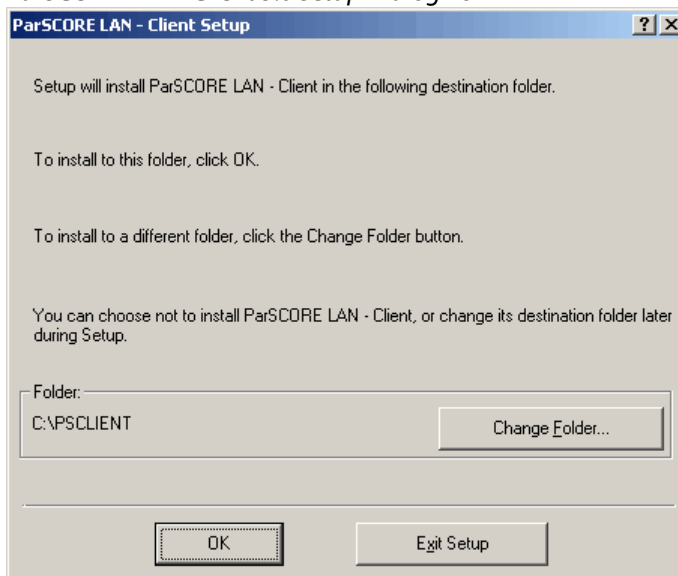 ParSCORE LAN - Client Setup
Setup will install ParSCORE LAN - Client in the following destination folder.
To install to this folder, click OK.
To install to a different folder, click the Change Folder button.
You can choose not to install ParSCORE LAN - Client, or change its destination folder later
during Setup.
Folder:
C:\PSCLIENT
Change Folder...
OK
Exit Setup